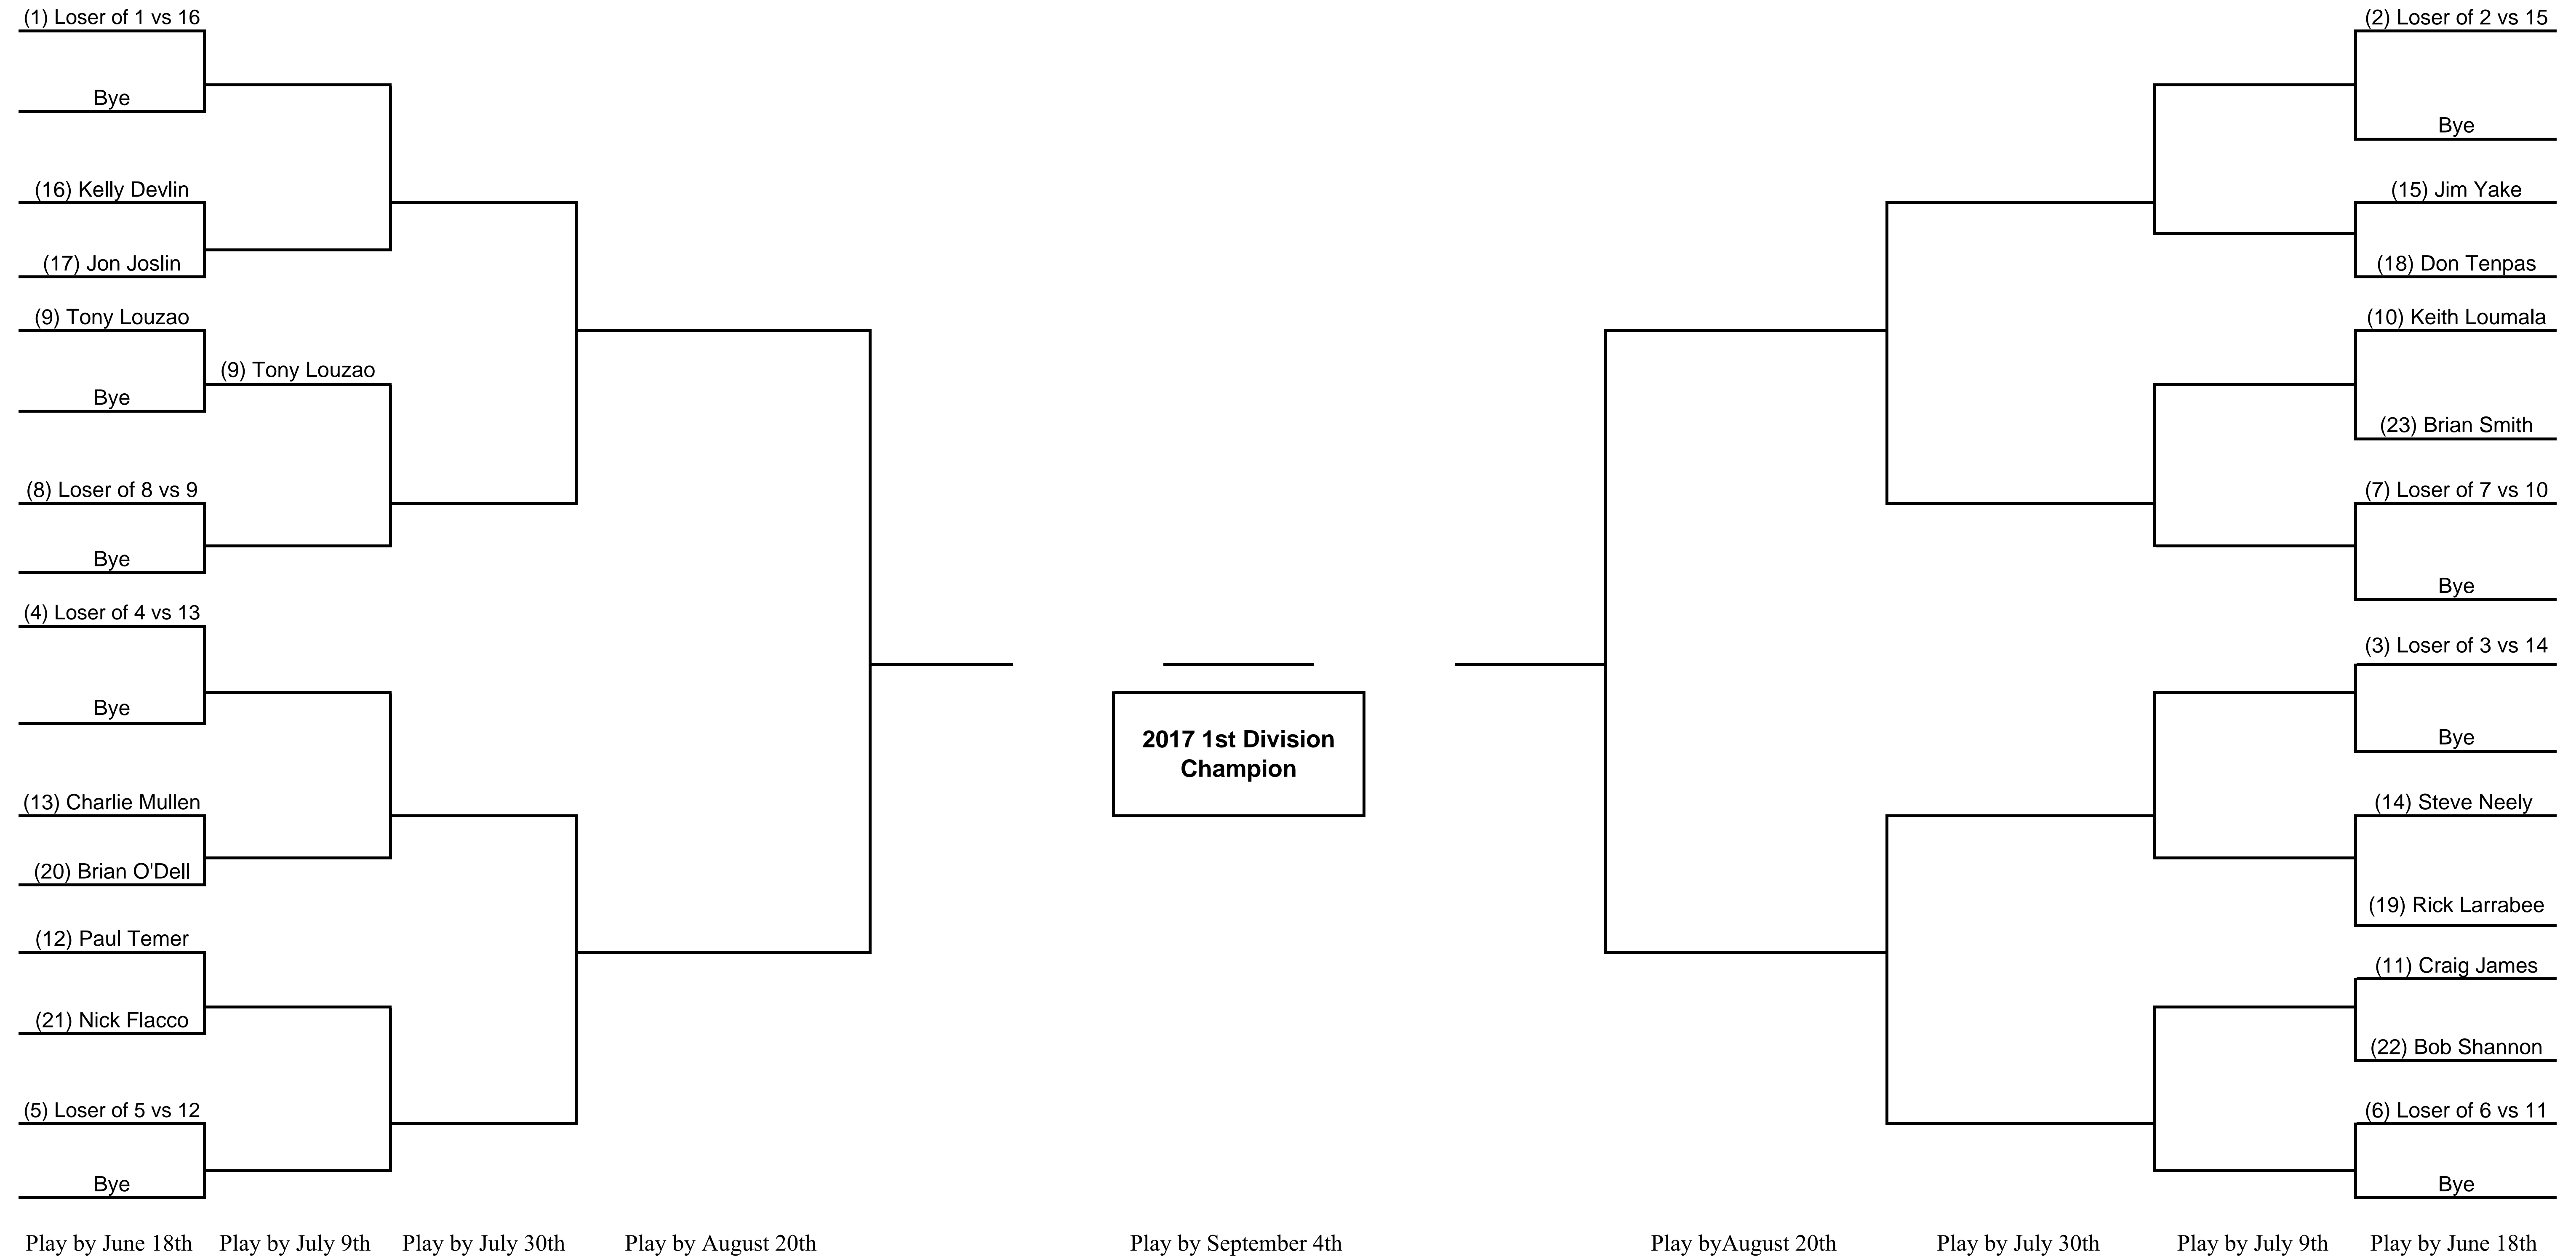 (1) Loser of 1 vs 16
Bye
(16) Kelly Devlin
(17) Jon Joslin
(9) Tony Louzao
(9) Tony Louzao
Bye
(8) Loser of 8 vs 9
Bye
(4) Loser of 4 vs 13
Bye
(13) Charlie Mullen
(20) Brian O'Dell
(12) Paul Temer
(21) Nick Flacco
(5) Loser of 5 vs 12
Bye
2017 1st Division
Champion
(2) Loser of 2 vs 15
Bye
(15) Jim Yake
(18) Don Tenpas
(10) Keith Loumala
(23) Brian Smith
(7) Loser of 7 vs 10
Bye
(3) Loser of 3 vs 14
Bye
(14) Steve Neely
(19) Rick Larrabee
(11) Craig James
(22) Bob Shannon
(6) Loser of 6 vs 11
Bye
Play by June 18th
Play by July 9th
Play by July 30th
Play by August 20th
Play by September 4th
Play byAugust 20th
Play by July 30th
Play by July 9th
Play by June 18th